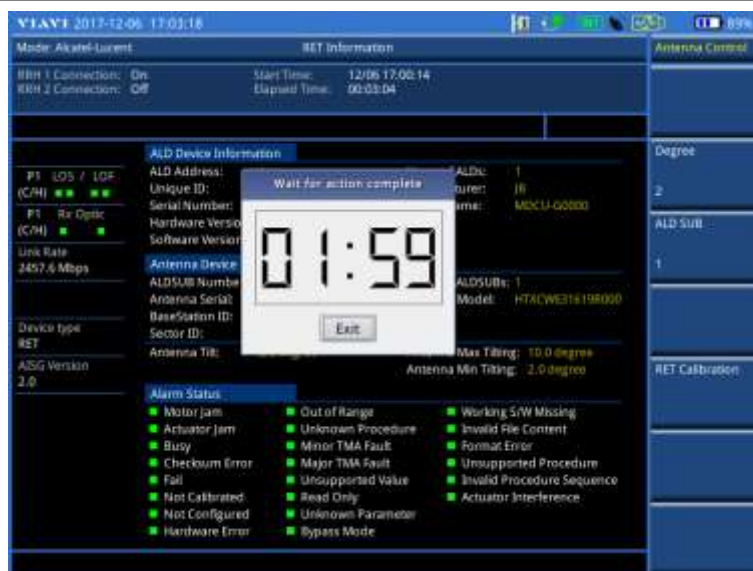 VIAVI 2017-12-06 17:03:18
89%
Mode: Alcatel-Lucent
RET Information
Antenna Control
RRH 1 Connection: On
RRH 2 Connection: Off
Start Time: 12/06 17:00:14
Elapsed Time: 00:03:04
ALD Device Information
P1 LOS / LOF
(C/H)
P1 Rx Optic
(C/H)
Link Rate
2457.6 Mbps
Device type
RET
AISG Version
2.0
ALD Address:
ALDs: 1
Unique ID:
JR
Serial Number:
MDCU-G0000
Hardware Versio
Software Version
Antenna Device
ALDSUB Numbe
ALDSUBs: 1
Antenna Serial:
Model:
BaseStation ID:
Sector ID:
Antenna Tilt:
Max Tilting: 10.0 degree
Antenna Min Tilting: 2.0 degree
Wait for action complete
01:59
Exit
Alarm Status
Motor Jam
Out of Range
Working S/W Missing
Actuator Jam
Unknown Procedure
Invalid File Content
Busy
Minor TMA Fault
Format Error
Checksum Error
Major TMA Fault
Unsupported Procedure
Fail
Unsupported Value
Invalid Procedure Sequence
Not Calibrated
Read Only
Actuator Interference
Not Configured
Unknown Parameter
Hardware Error
Bypass Mode
Degree
2
ALD SUB
1
RET Calibration